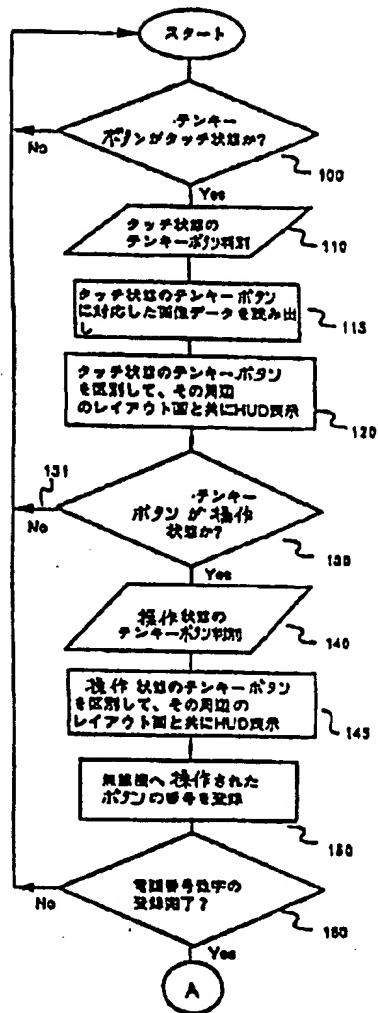 スタート
テンキー
ボタンがタッチ状態か?
No
100
Yes
タッチ状態の
テンキーボタン判別
110
タッチ状態のテンキーボタン
に対応した画像データを読み出
し
115
タッチ状態のテンキーボタン
を区別して、その周辺
のレイアウト図と共にHUD表示
120
131
テンキー
ボタンが操作
状態か?
No
130
Yes
操作状態の
テンキーボタン判別
140
操作状態のテンキーボタン
を区別して、その周辺の
レイアウト図と共にHUD表示
145
無線機へ操作された
ボタンの番号を登録
150
電話番号数字の
登録完了?
No
160
Yes
A